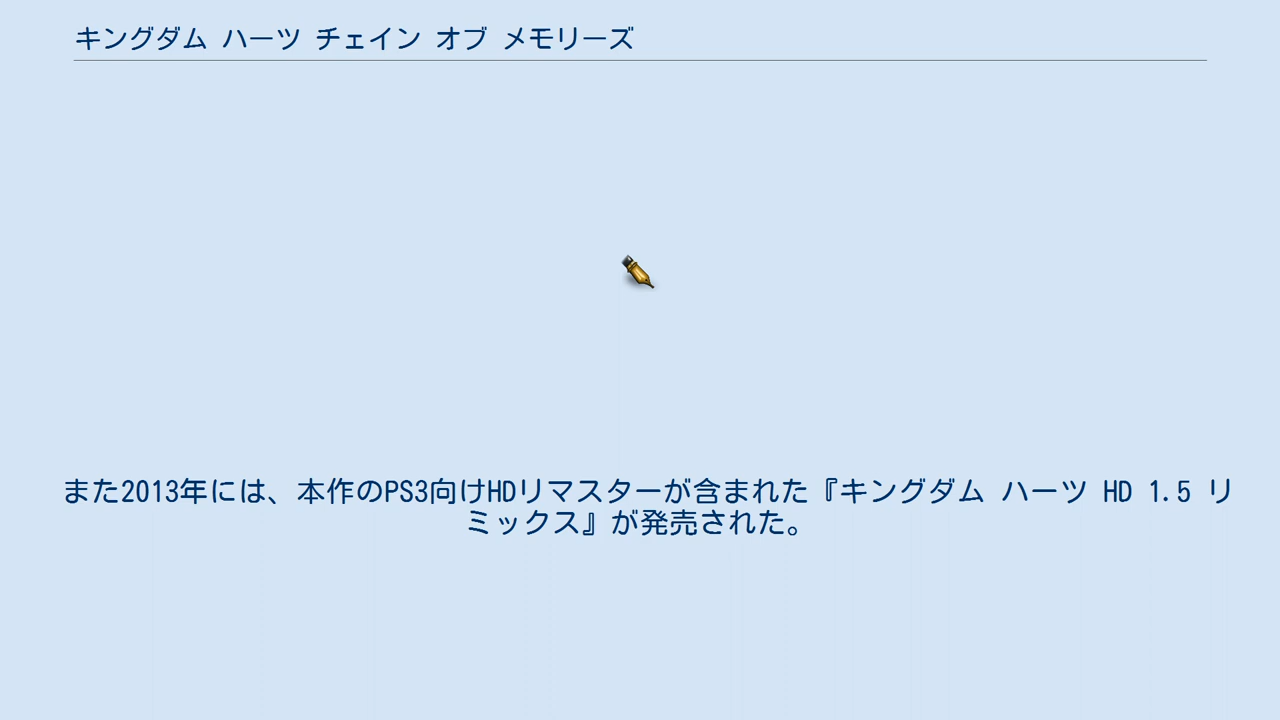 キングダム ハーツ チェイン オブ メモリーズ
また2013年には、本作のPS3向けHDリマスターが含まれた『キングダム ハーツ HD 1.5 リ
ミックス』が発売された。